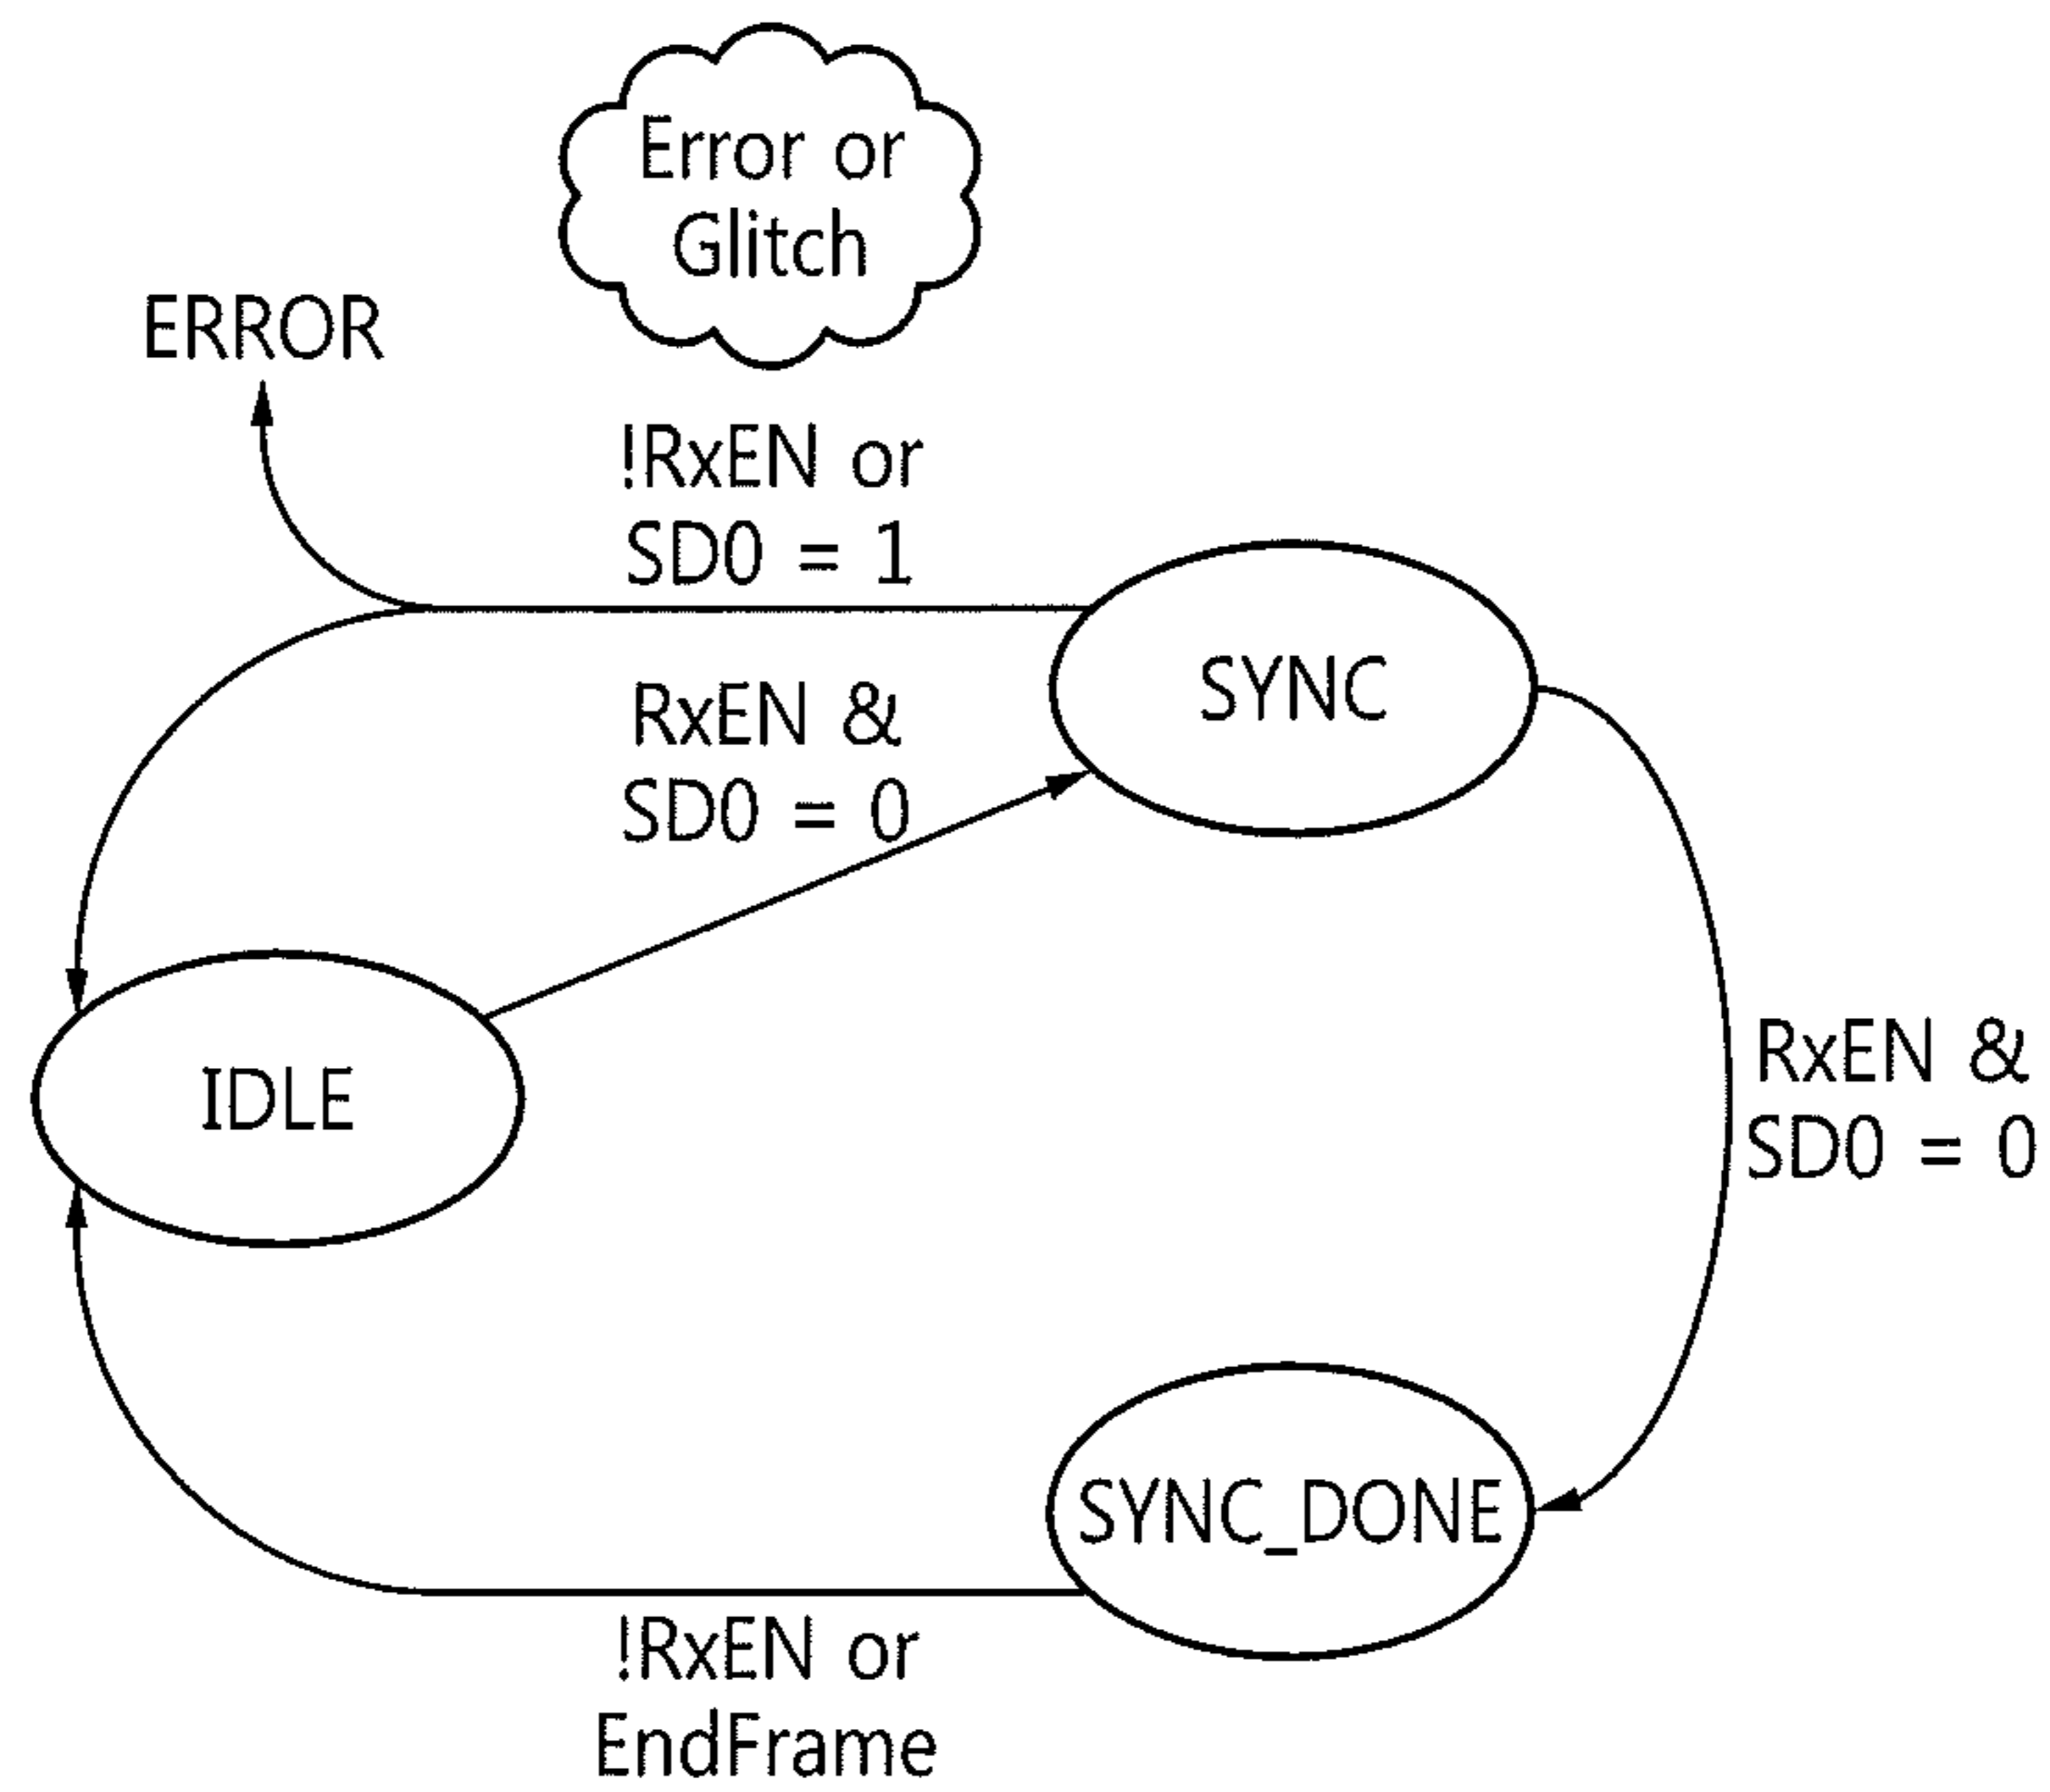 Error or
Glitch
ERROR
!RxEN or
SD0 = 1
SYNC
RxEN &
SD0 = 0
IDLE
RxEN &
SD0 = 0
SYNC_DONE
!RxEN or
EndFrame